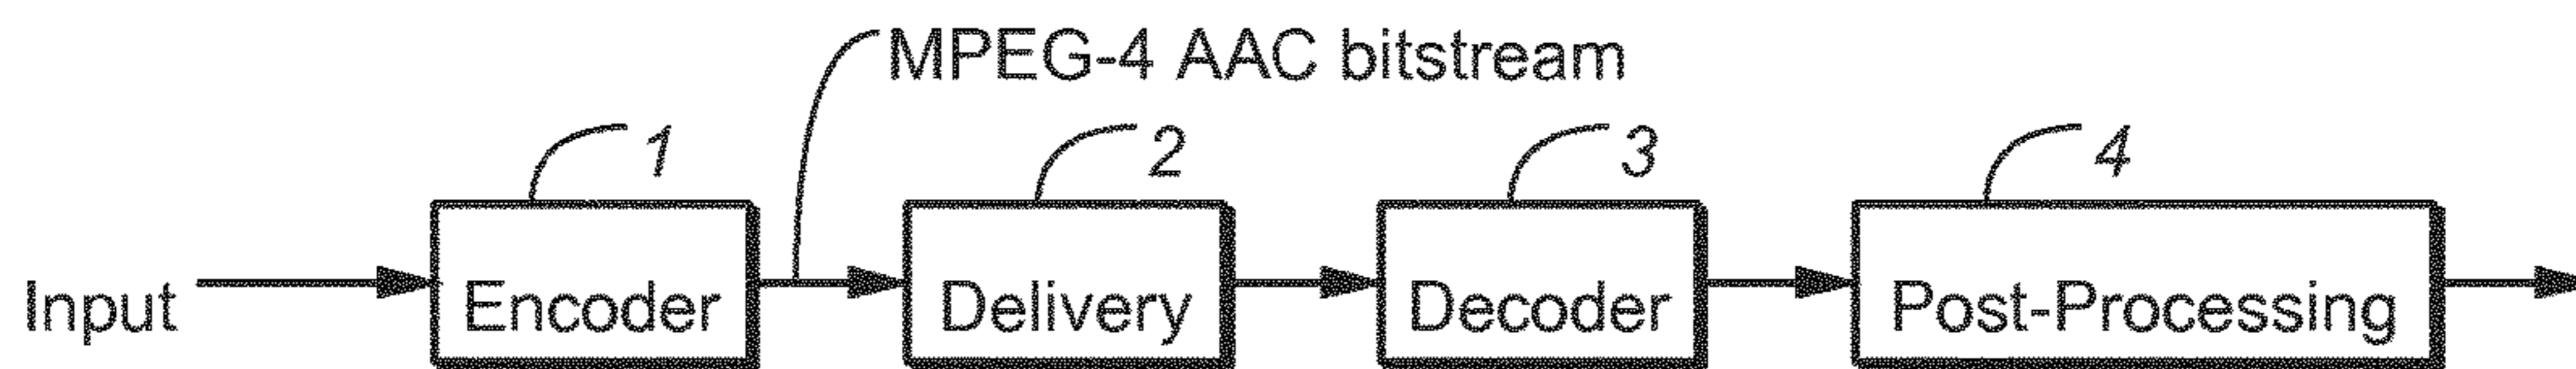 MPEG-4 AAC bitstream
1 2 3 4
Input Encoder Delivery Decoder Post-Processing